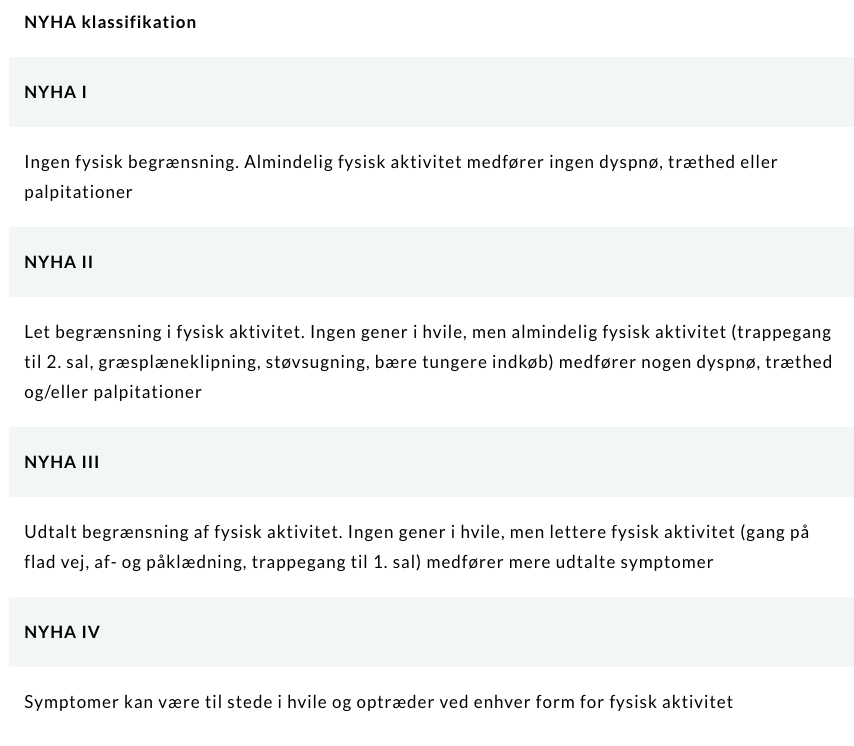 NYHA klassifikation
NYHA I
Ingen fysisk begrænsning. Almindelig fysisk aktivitet medfører ingen dyspnø, træthed eller
palpitationer
NYHA II
Let begrænsning i fysisk aktivitet. Ingen gener i hvile, men almindelig fysisk aktivitet (trappegang
til 2. sal, græsplæneklipning, støvsugning, bære tungere indkøb) medfører nogen dyspnø, træthed
og/eller palpitationer
NYHA III
Udtalt begrænsning af fysisk aktivitet. Ingen gener i hvile, men lettere fysisk aktivitet (gang på
flad vej, af- og påklædning, trappegang til 1. sal) medfører mere udtalte symptomer
NYHA IV
Symptomer kan være til stede i hvile og optræder ved enhver form for fysisk aktivitet